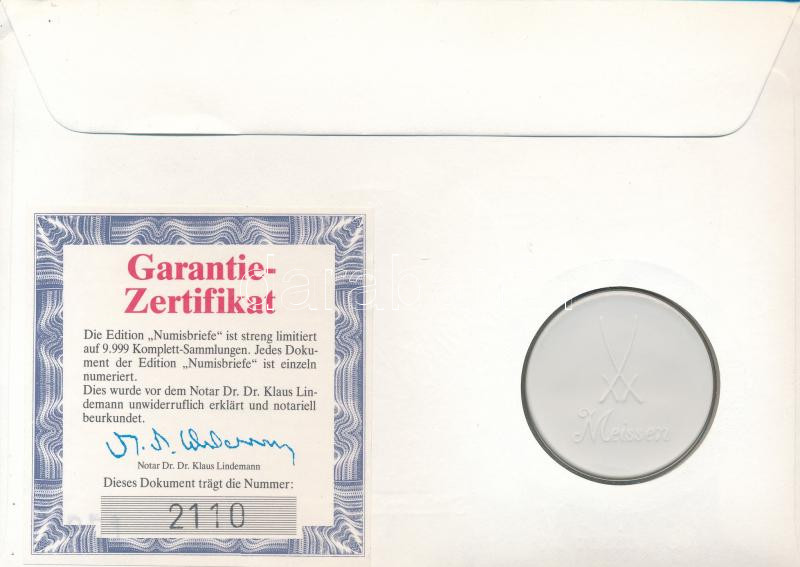 Garantie-
Zertifikat
Die Edition „Numisbriefe“ ist streng limitiert
auf 9.999 Komplett-Sammlungen. Jedes Doku-
ment der Edition „Numisbriefe“ ist einzeln
numeriert.
Dies wurde vor dem Notar Dr. Dr. Klaus Lin-
demann unwiderruflich erklärt und notariell
beurkundet.
Notar Dr. Dr. Klaus Lindemann
Dieses Dokument trägt die Nummer:
2110
Meissen